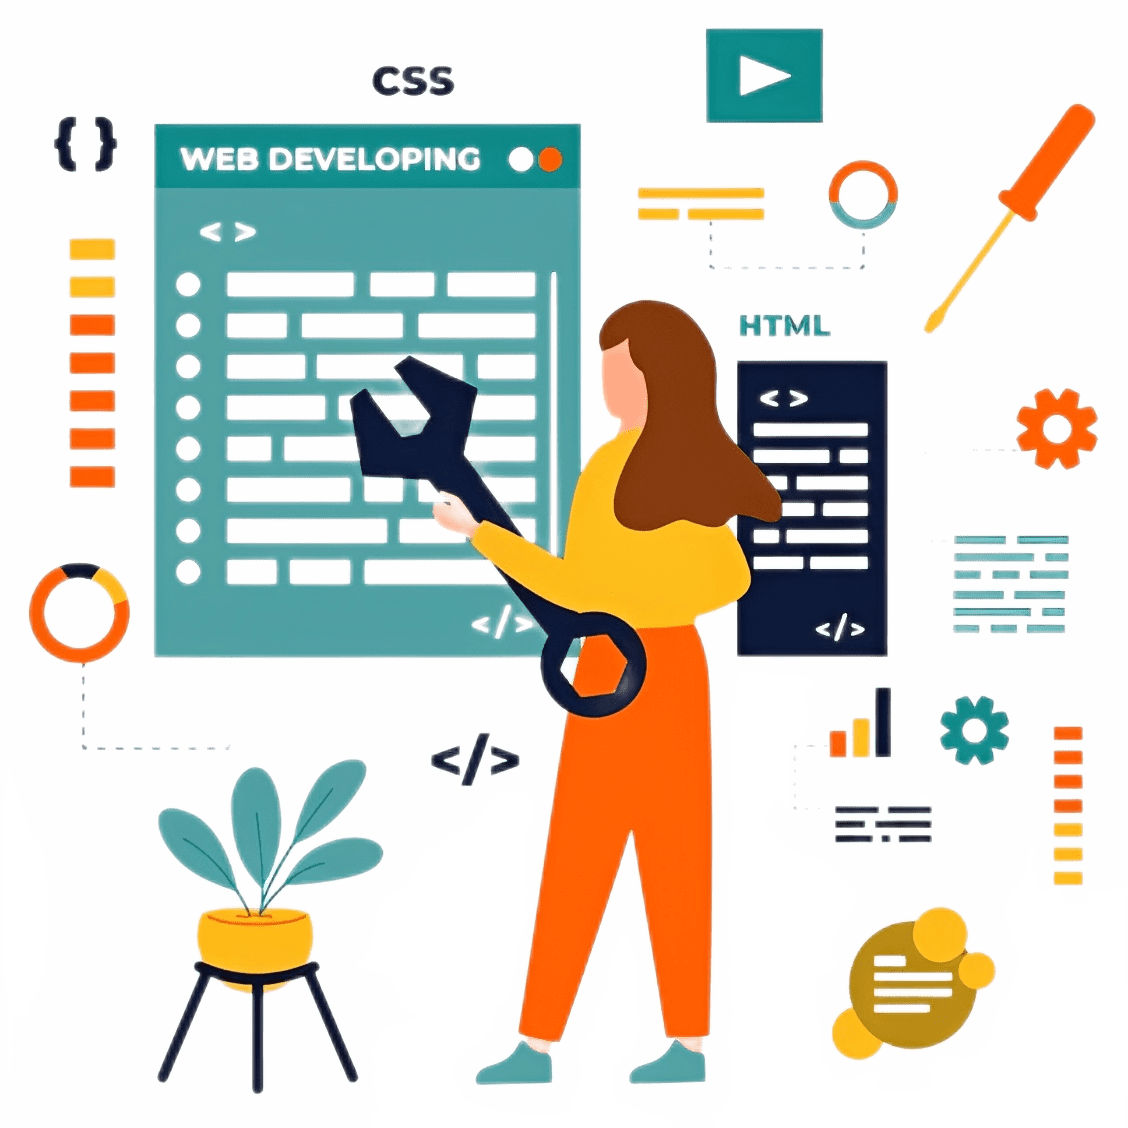 CSS
{ }
WEB DEVELOPING
< >
HTML
< >
</>
</>
</>